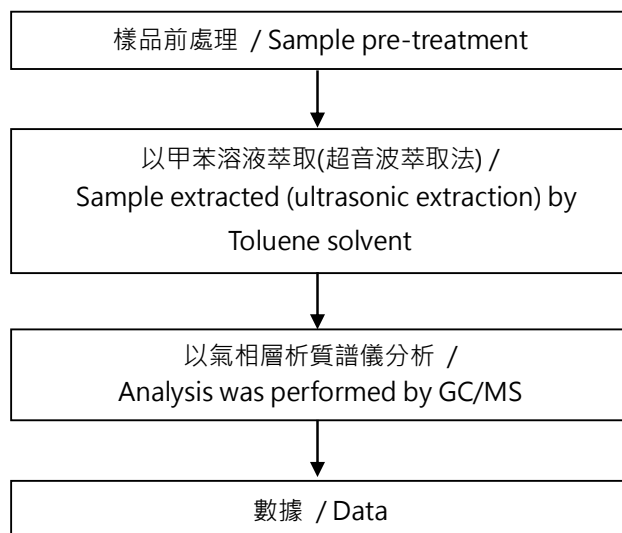 樣品前處理 / Sample pre-treatment
以甲苯溶液萃取(超音波萃取法) /
Sample extracted (ultrasonic extraction) by
Toluene solvent
以氣相層析質譜儀分析 /
Analysis was performed by GC/MS
數據 / Data